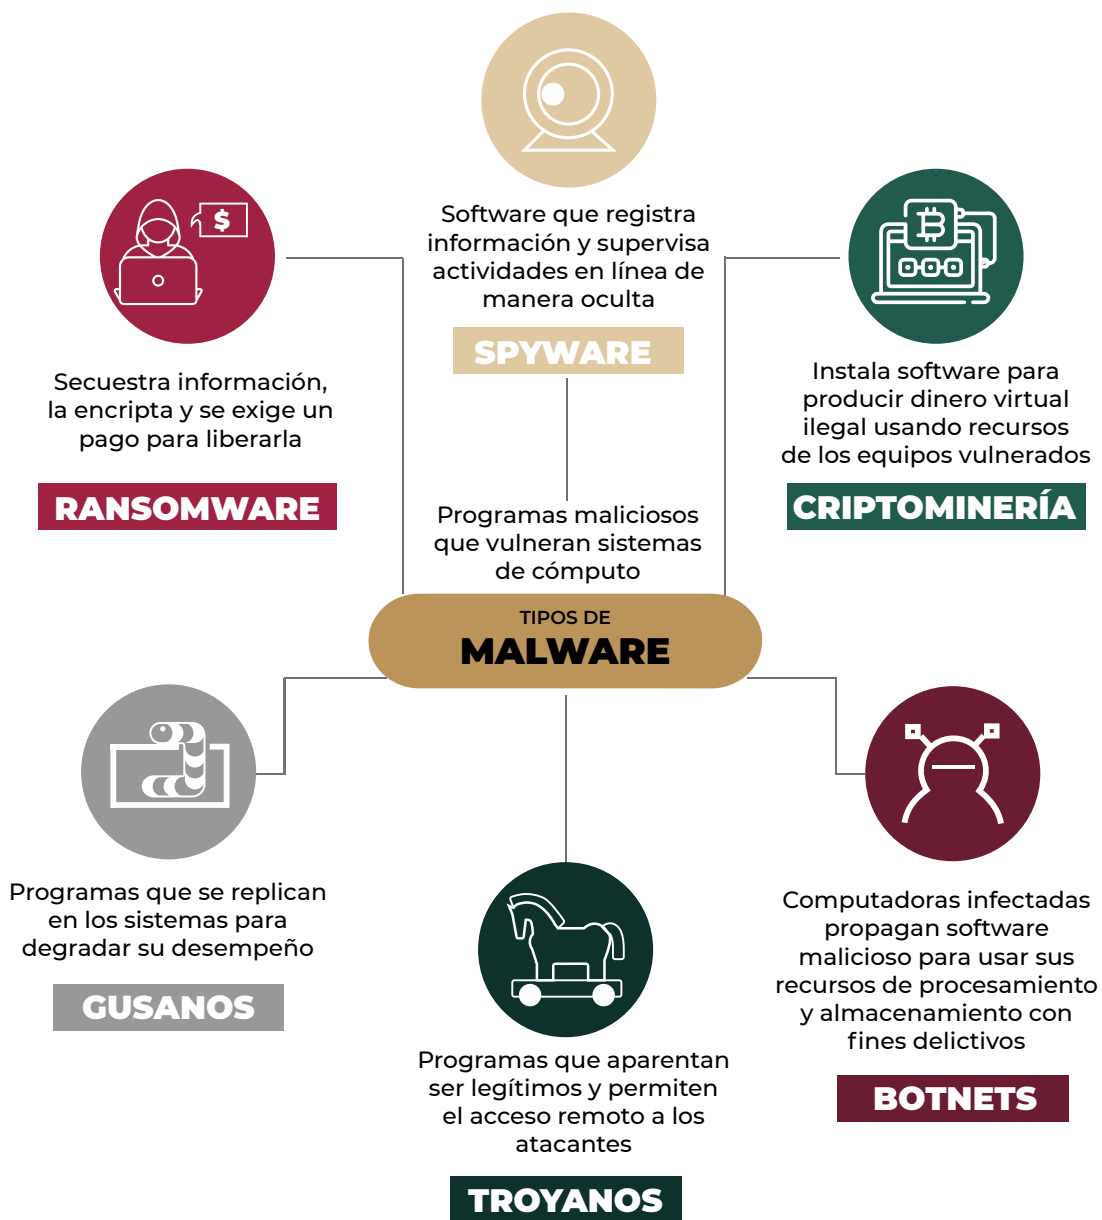 Software que registra
información y supervisa
actividades en línea de
manera oculta
SPYWARE
$
Secuestra información,
la encripta y se exige un
pago para liberarla
RANSOMWARE
Instala software para
producir dinero virtual
ilegal usando recursos
de los equipos vulnerados
CRIPTOMINERÍA
Programas maliciosos
que vulneran sistemas
de cómputo
TIPOS DE
MALWARE
Programas que se replican
en los sistemas para
degradar su desempeño
GUSANOS
Programas que aparentan
ser legítimos y permiten
el acceso remoto a los
atacantes
TROYANOS
Computadoras infectadas
propagan software
malicioso para usar sus
recursos de procesamiento
y almacenamiento con
fines delictivos
BOTNETS